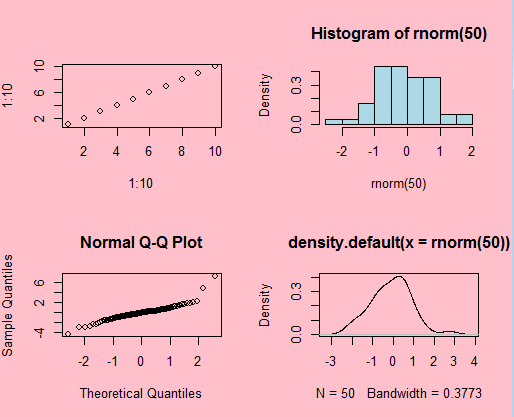 1:10
10
6
2
2 4 6 8 10
1:10
Histogram of rnorm(50)
Density
0.3
0.0
-2 -1 0 1 2
rnorm(50)
Normal Q-Q Plot
Sample Quantiles
6
2
-4
-2 -1 0 1 2
Theoretical Quantiles
density.default(x = rnorm(50))
Density
0.3
0.0
-3 -1 0 1 2 3 4
N = 50 Bandwidth = 0.3773